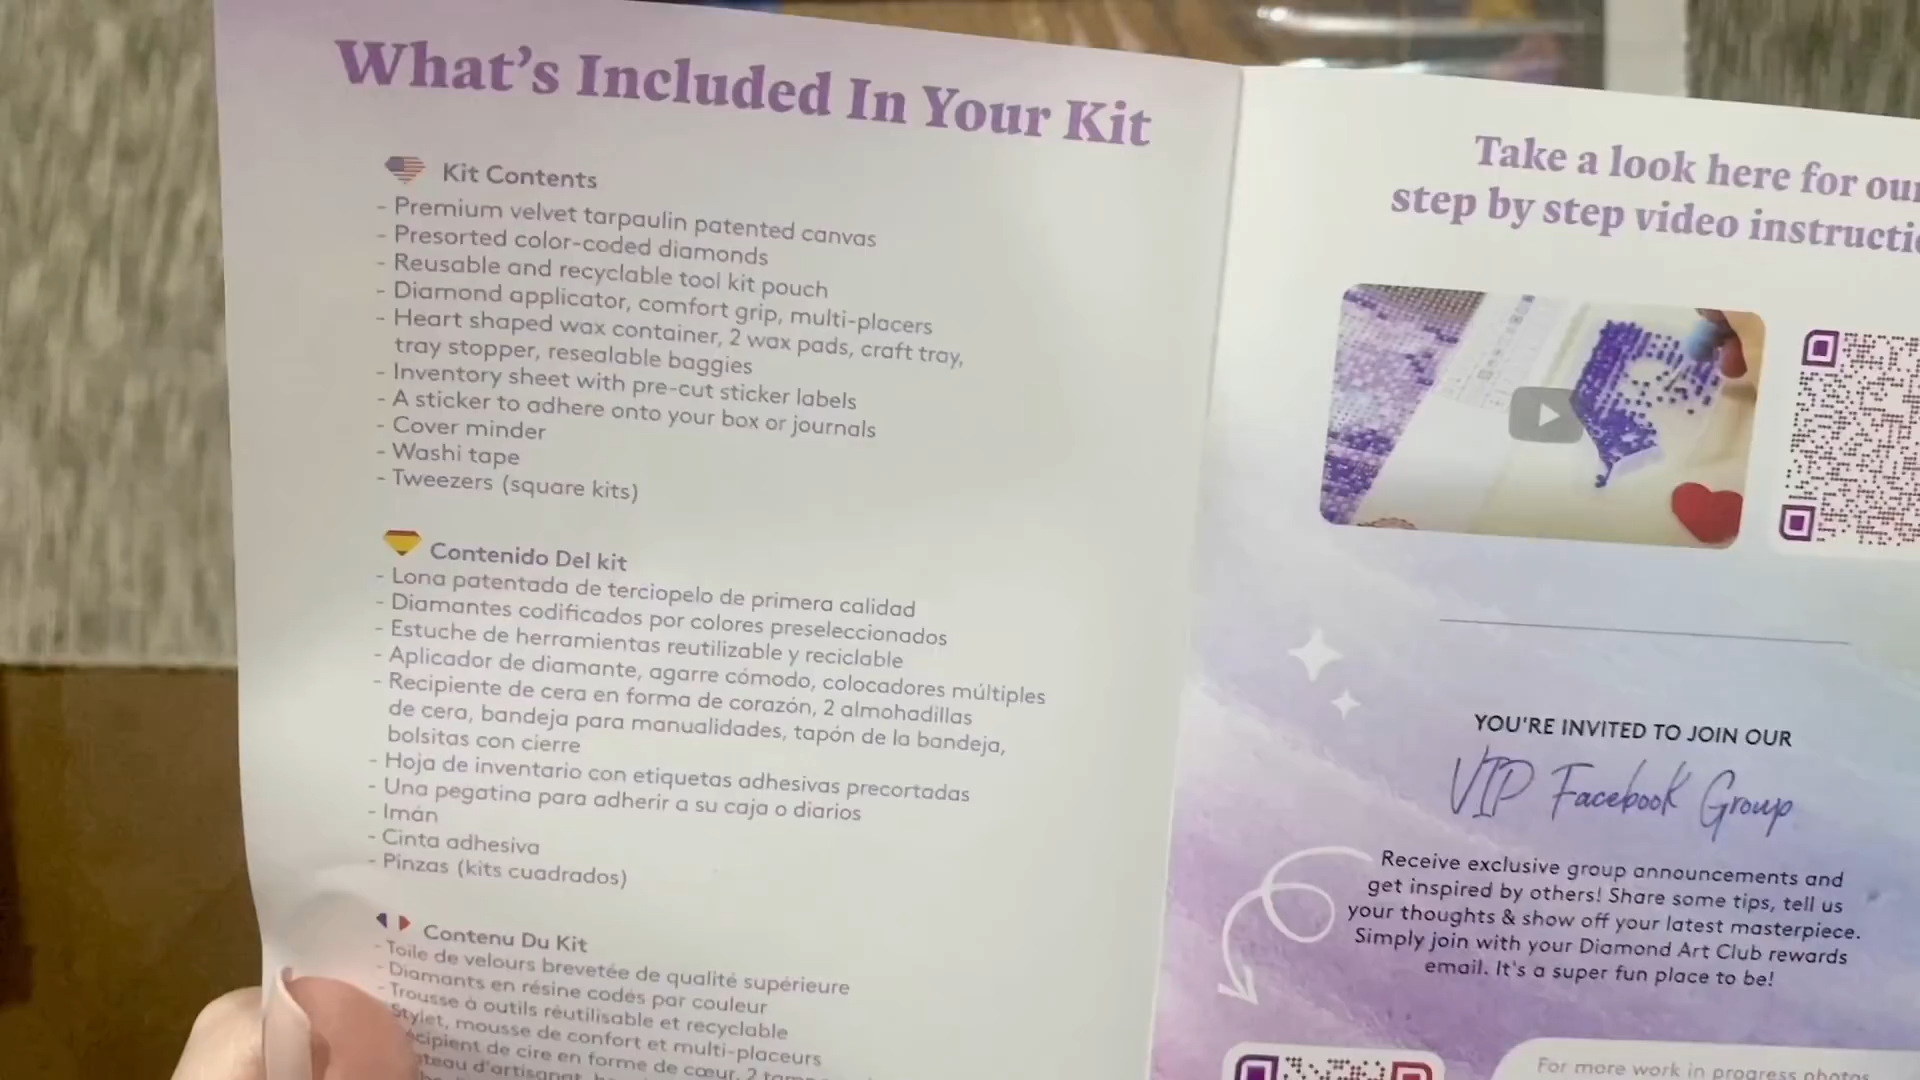 What's Included In Your Kit
Kit Contents
- Premium velvet tarpaulin patented canvas
- Presorted color-coded diamonds
- Reusable and recyclable tool kit pouch
- Diamond applicator, comfort grip, multi-placers
- Heart shaped wax container, 2 wax pads, craft tray,
tray stopper, resealable baggies
- Inventory sheet with pre-cut sticker labels
- A sticker to adhere onto your box or journals
- Cover minder
- Washi tape
- Tweezers (square kits)
Contenido Del kit
- Lona patentada de terciopelo de primera calidad
- Diamantes codificados por colores preseleccionados
- Estuche de herramientas reutilizable y reciclable
- Aplicador de diamante, agarre cómodo, colocadores múltiples
- Recipiente de cera en forma de corazón, 2 almohadillas
de cera, bandeja para manualidades, tapón de la bandeja,
bolsitas con cierre
- Hoja de inventario con etiquetas adhesivas precortadas
- Una pegatina para adherir a su caja o diarios
- Imán
- Cinta adhesiva
- Pinzas (kits cuadrados)
Contenu Du Kit
- Toile de velours brevetée de qualité supérieure
- Diamants en résine codés par couleur
- Trousse à outils réutilisable et recyclable
- Stylet, mousse de confort et multi-placeurs
de cire en forme de cœur, 2
d'artisanat,
Take a look here for our
step by step video
YOU'RE INVITED TO JOIN OUR
VIP Facebook Group
Receive exclusive group announcements and
get inspired by others! Share some tips, tell us
your thoughts & show off your latest masterpiece.
Simply join with your Diamond Art Club rewards
email. It's a super fun place to be!
For more work in progress photos